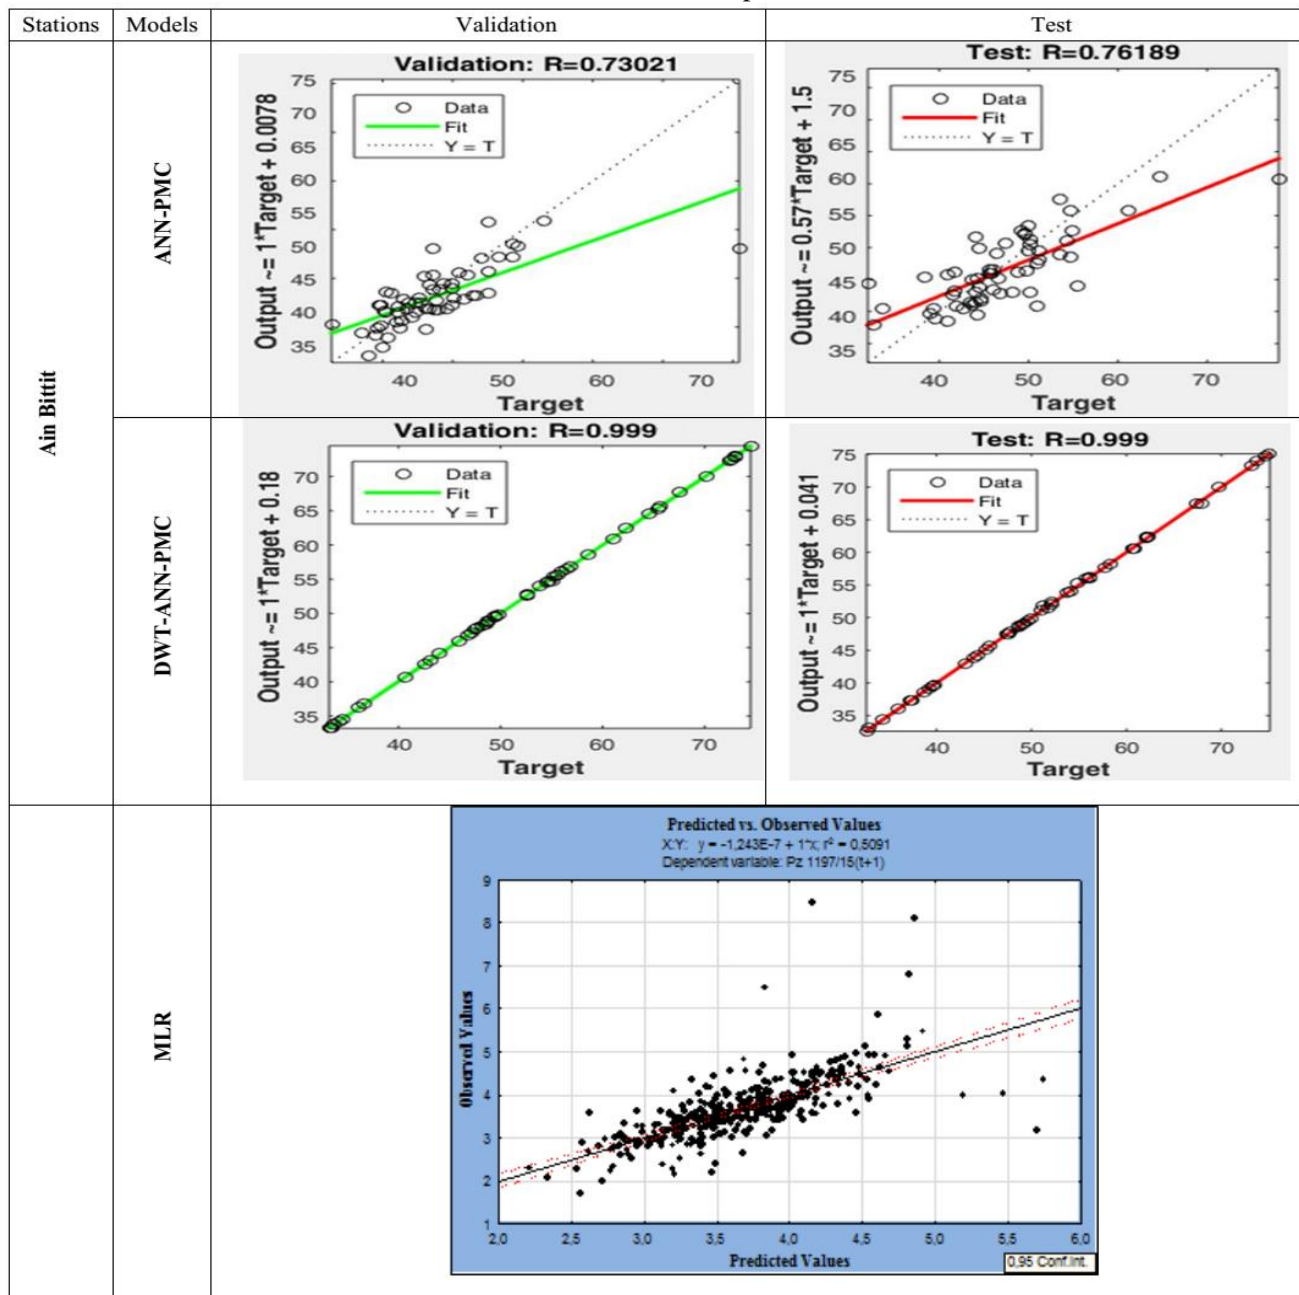 Stations Models Validation Test
Ain Bittit
ANN-PMC
Validation: R=0.73021
Output ~= 1*Target + 0.0078
Data
Fit
Y = T
75
70
65
60
55
50
45
40
35
40 50 60 70
Target
Test: R=0.76189
Output ~= 0.57*Target + 1.5
Data
Fit
Y = T
75
70
65
60
55
50
45
40
35
40 50 60 70
Target
DWT-ANN-PMC
Validation: R=0.999
Output ~= 1*Target + 0.18
Data
Fit
Y = T
70
65
60
55
50
45
40
35
40 50 60 70
Target
Test: R=0.999
Output ~= 1*Target + 0.041
Data
Fit
Y = T
75
70
65
60
55
50
45
40
35
40 50 60 70
Target
MLR
Predicted vs. Observed Values
X:Y: y = -1,243E-7 + 1*x; r² = 0,5091
Dependent variable: Pz 1197/15(t+1)
Observed Values
9
8
7
6
5
4
3
2
1
2,0 2,5 3,0 3,5 4,0 4,5 5,0 5,5 6,0
Predicted Values
0,95 Conf.Int.